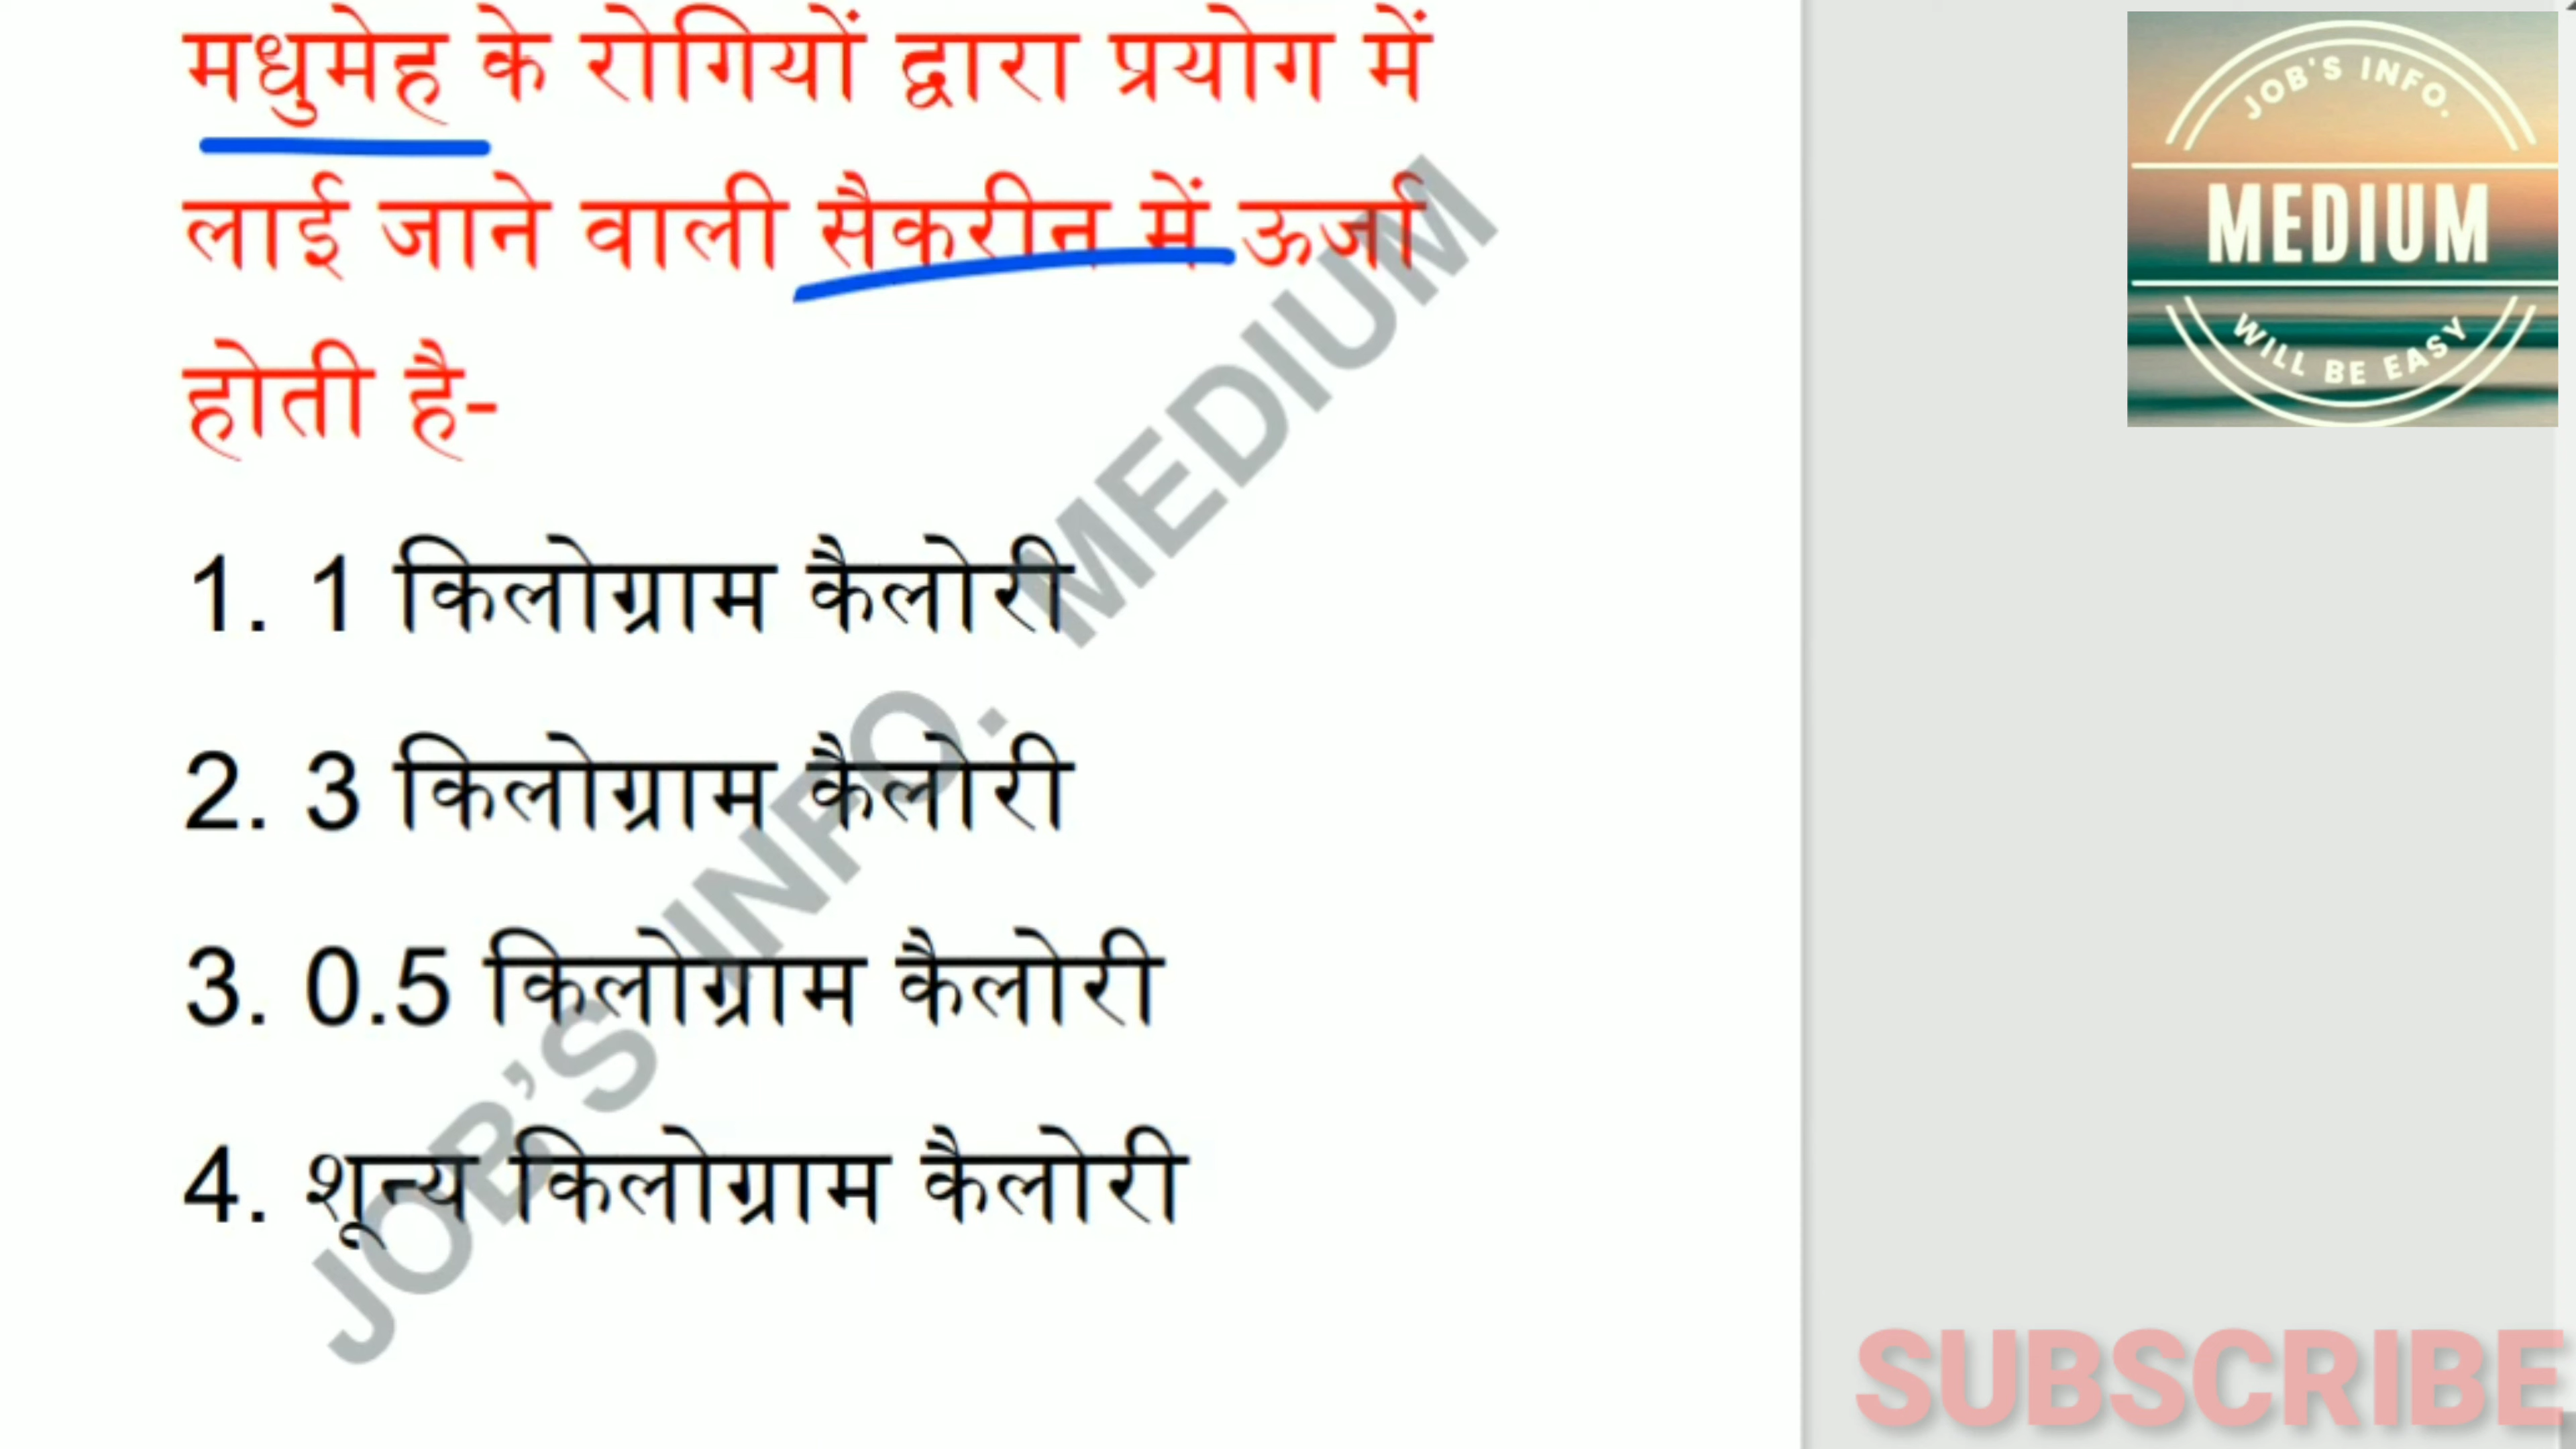 मधुमेह के रोगियों द्वारा प्रयोग में
लाई जाने वाली सैकरीन में ऊर्जा
होती है-
1. 1 किलोग्राम कैलोरी
2. 3 किलोग्राम कैलोरी
3. 0.5 किलोग्राम कैलोरी
4. शून्य किलोग्राम कैलोरी
JOB'S INFO. MEDIUM
JOB'S INFO.
MEDIUM
WILL BE EASY
SUBSCRIBE